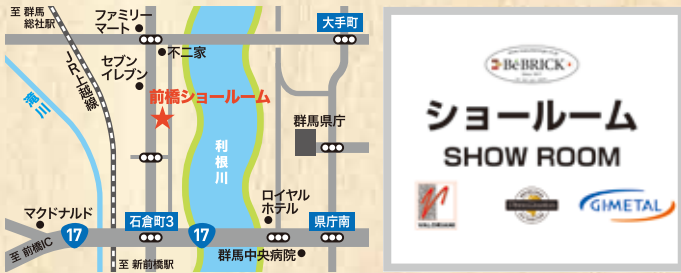 至 群馬
総社駅
ファミリー
マート
大手町
不二家
セブン
イレブン
JR上越線
滝川
前橋ショールーム
群馬県庁
利根川
ロイヤル
ホテル
マクドナルド
石倉町3
県庁南
17
17
至 前橋IC
至 新前橋駅
群馬中央病院
BeBRICK
ショールーム
SHOW ROOM
VALORIANI
GI.METAL